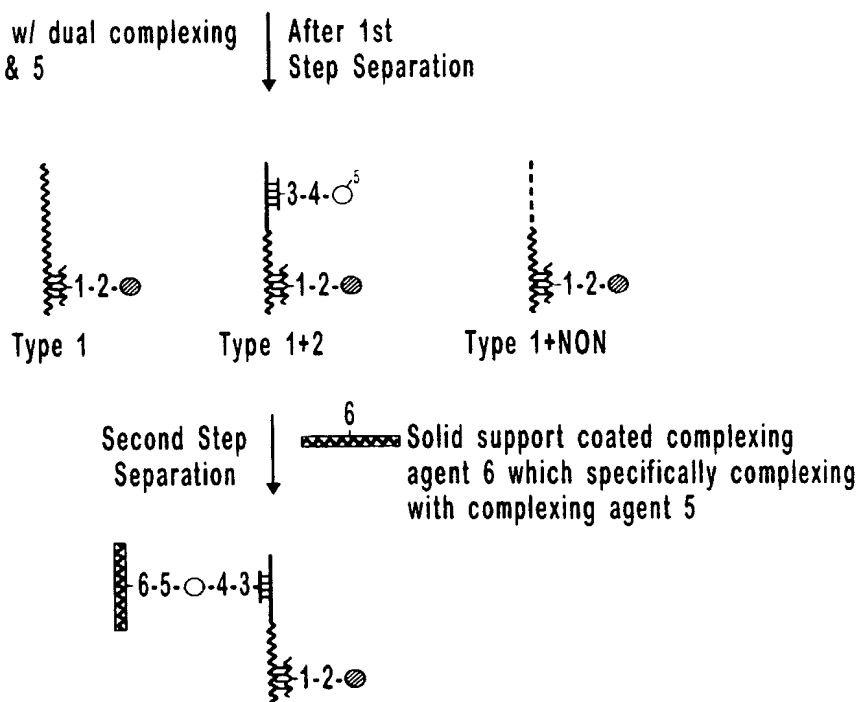 w/ dual complexing
& 5
After 1st
Step Separation
3-4-
5
1-2-
1-2-
1-2-
Type 1
Type 1+2
Type 1+NON
Second Step
Separation
6
Solid support coated complexing
agent 6 which specifically complexing
with complexing agent 5
6-5-
-4-3
1-2-